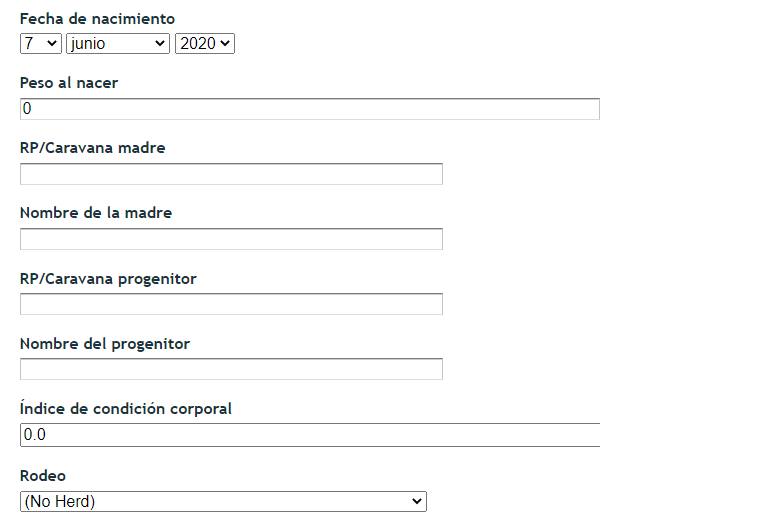 Fecha de nacimiento
7 junio 2020
Peso al nacer
0
RP/Caravana madre
Nombre de la madre
RP/Caravana progenitor
Nombre del progenitor
Índice de condición corporal
0.0
Rodeo
(No Herd)